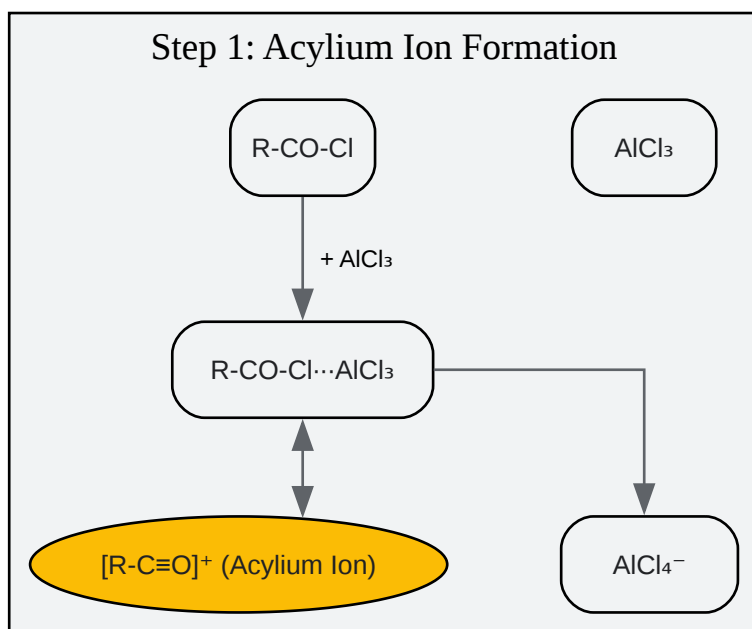 Step 1: Acylium Ion Formation
R-CO-Cl
AlCl₃
+ AlCl₃
R-CO-Cl···AlCl₃
[R-C≡O]⁺ (Acylium Ion)
AlCl₄⁻